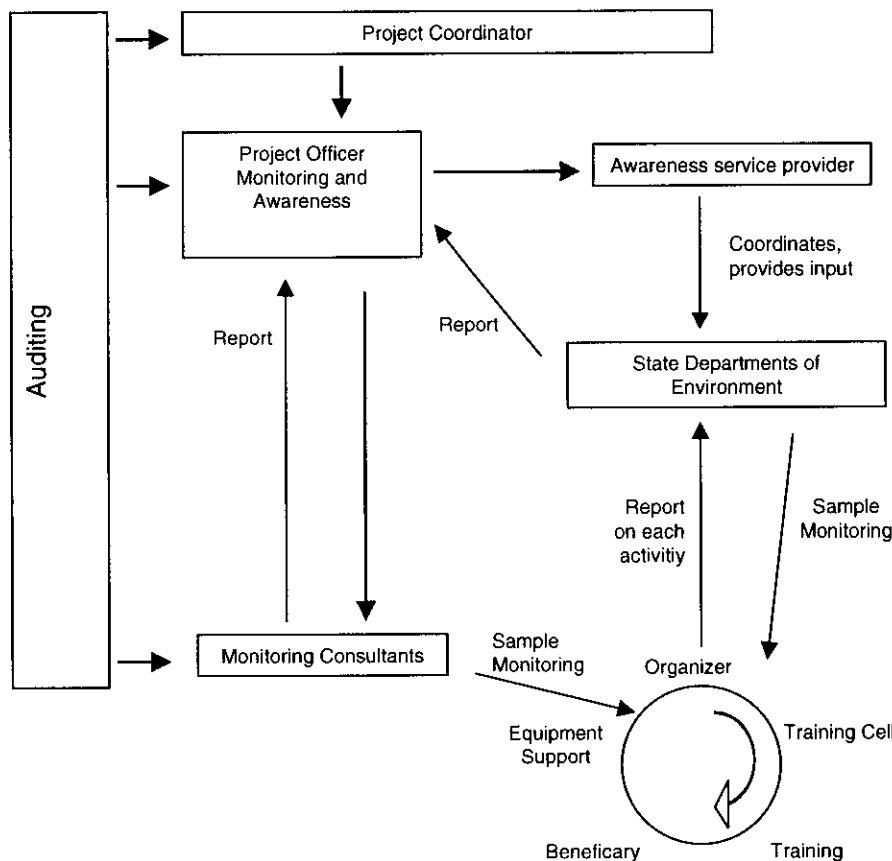 Project Coordinator
Project Officer
Monitoring and
Awareness
Awareness service provider
Coordinates,
provides input
Auditing
Report
Report
State Departments of
Environment
Report
on each
activitiy
Sample
Monitoring
Monitoring Consultants
Sample
Monitoring
Organizer
Equipment
Support
Training Cell
Beneficary
Training